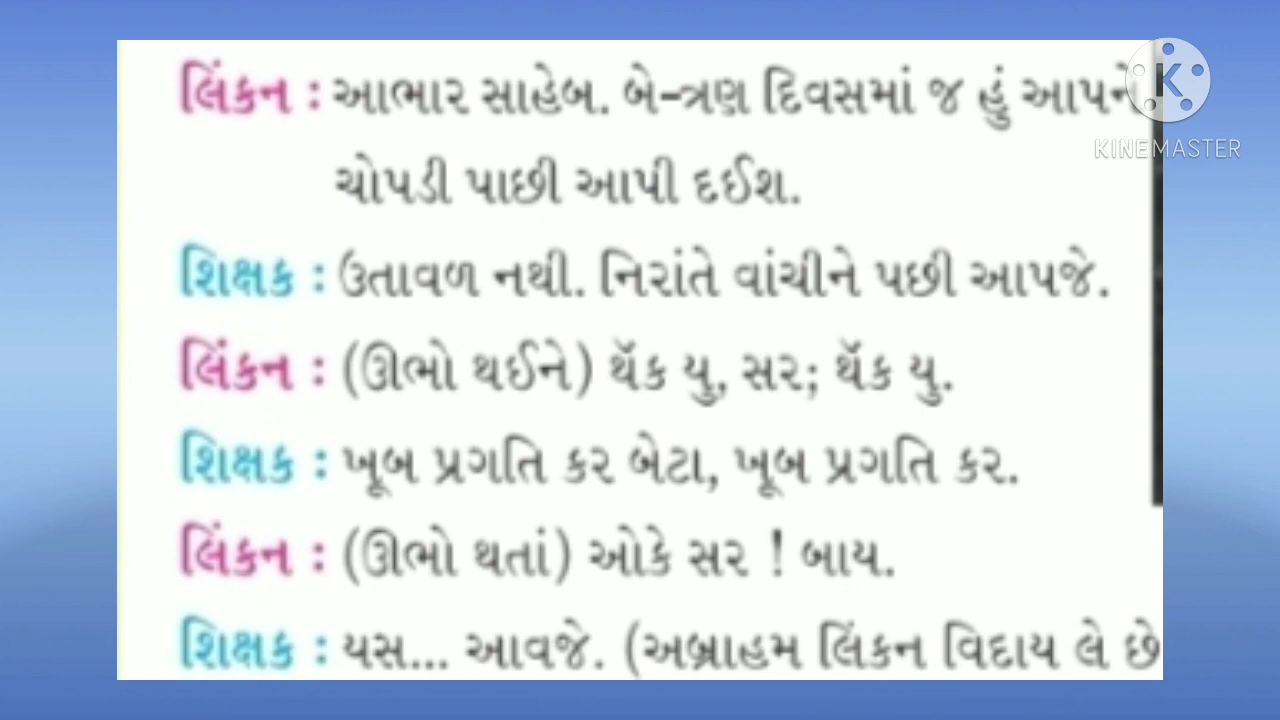 લિંકન : આભાર સાહેબ. બે-ત્રણ દિવસમાં જ હું આપને
ચોપડી પાછી આપી દઈશ.
શિક્ષક : ઉતાવળ નથી. નિરાંતે વાંચીને પછી આપજે.
લિંકન : (ઊભો થઈને) થૅંક યુ, સર; થૅંક યુ.
શિક્ષક : ખૂબ પ્રગતિ કર બેટા, ખૂબ પ્રગતિ કર.
લિંકન : (ઊભો થતાં) ઓકે સર ! બાય.
શિક્ષક : યસ... આવજે. (અબ્રાહમ લિંકન વિદાય લે છે
K
KINEMASTER